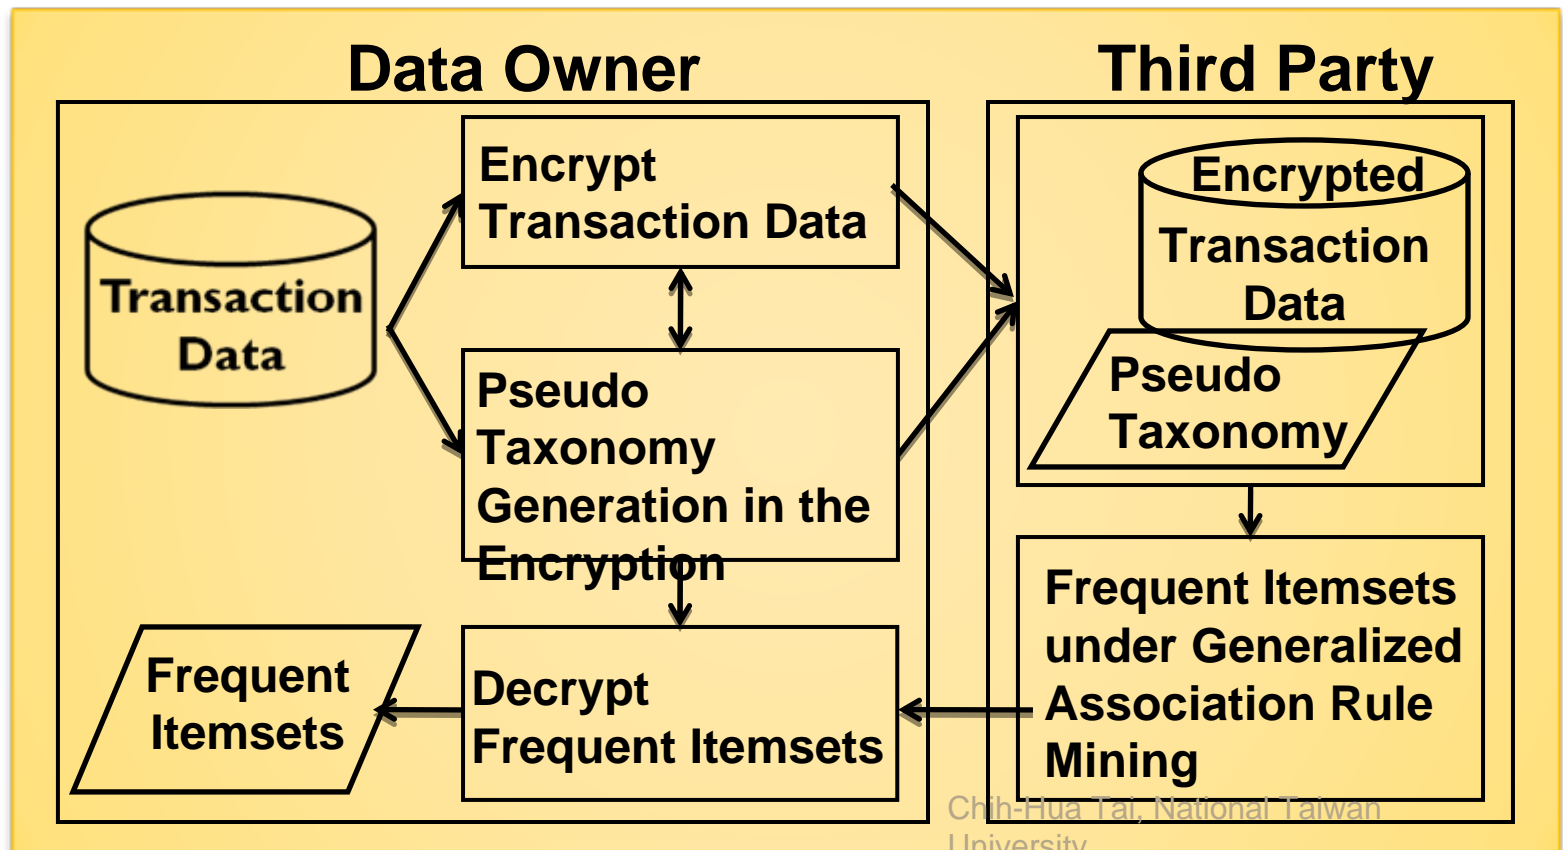 Data Owner
Third Party
Transaction
Data
Encrypt
Transaction Data
Pseudo
Taxonomy
Generation in the
Encryption
Decrypt
Frequent Itemsets
Frequent
Itemsets
Encrypted
Transaction
Data
Pseudo
Taxonomy
Frequent Itemsets
under Generalized
Association Rule
Mining
Chih-Hua Tai, National Taiwan
University